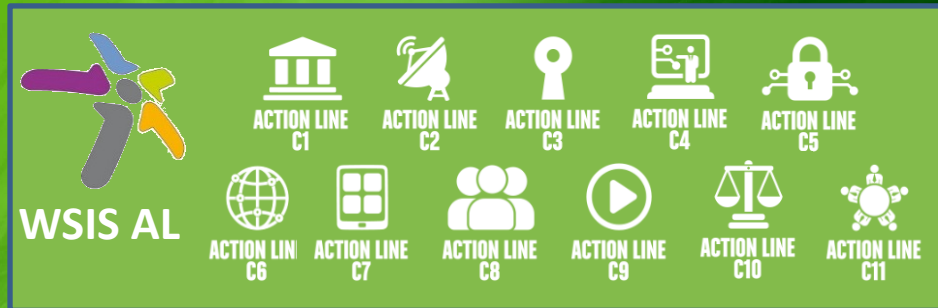 WSIS AL
ACTION LINE
C1
ACTION LINE
C2
ACTION LINE
C3
ACTION LINE
C4
ACTION LINE
C5
ACTION LIN
C6
ACTION LINE
C7
ACTION LINE
C8
ACTION LINE
C9
ACTION LINE
C10
ACTION LINE
C11